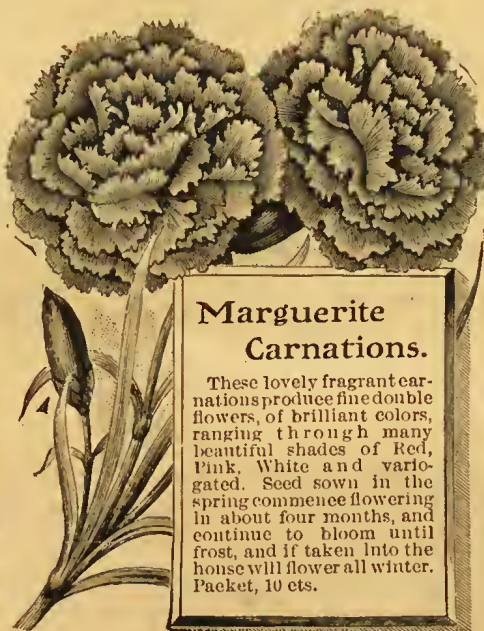 Marguerite
Carnations.
These lovely fragrant car-
nations produce fine double
flowers, of brilliant colors,
ranging through many
beautiful shades of Red,
Pink, White and varie-
gated. Seed sown in the
spring commence flowering
in about four months, and
continue to bloom until
frost, and if taken into the
house will flower all winter.
Packet, 10 cts.